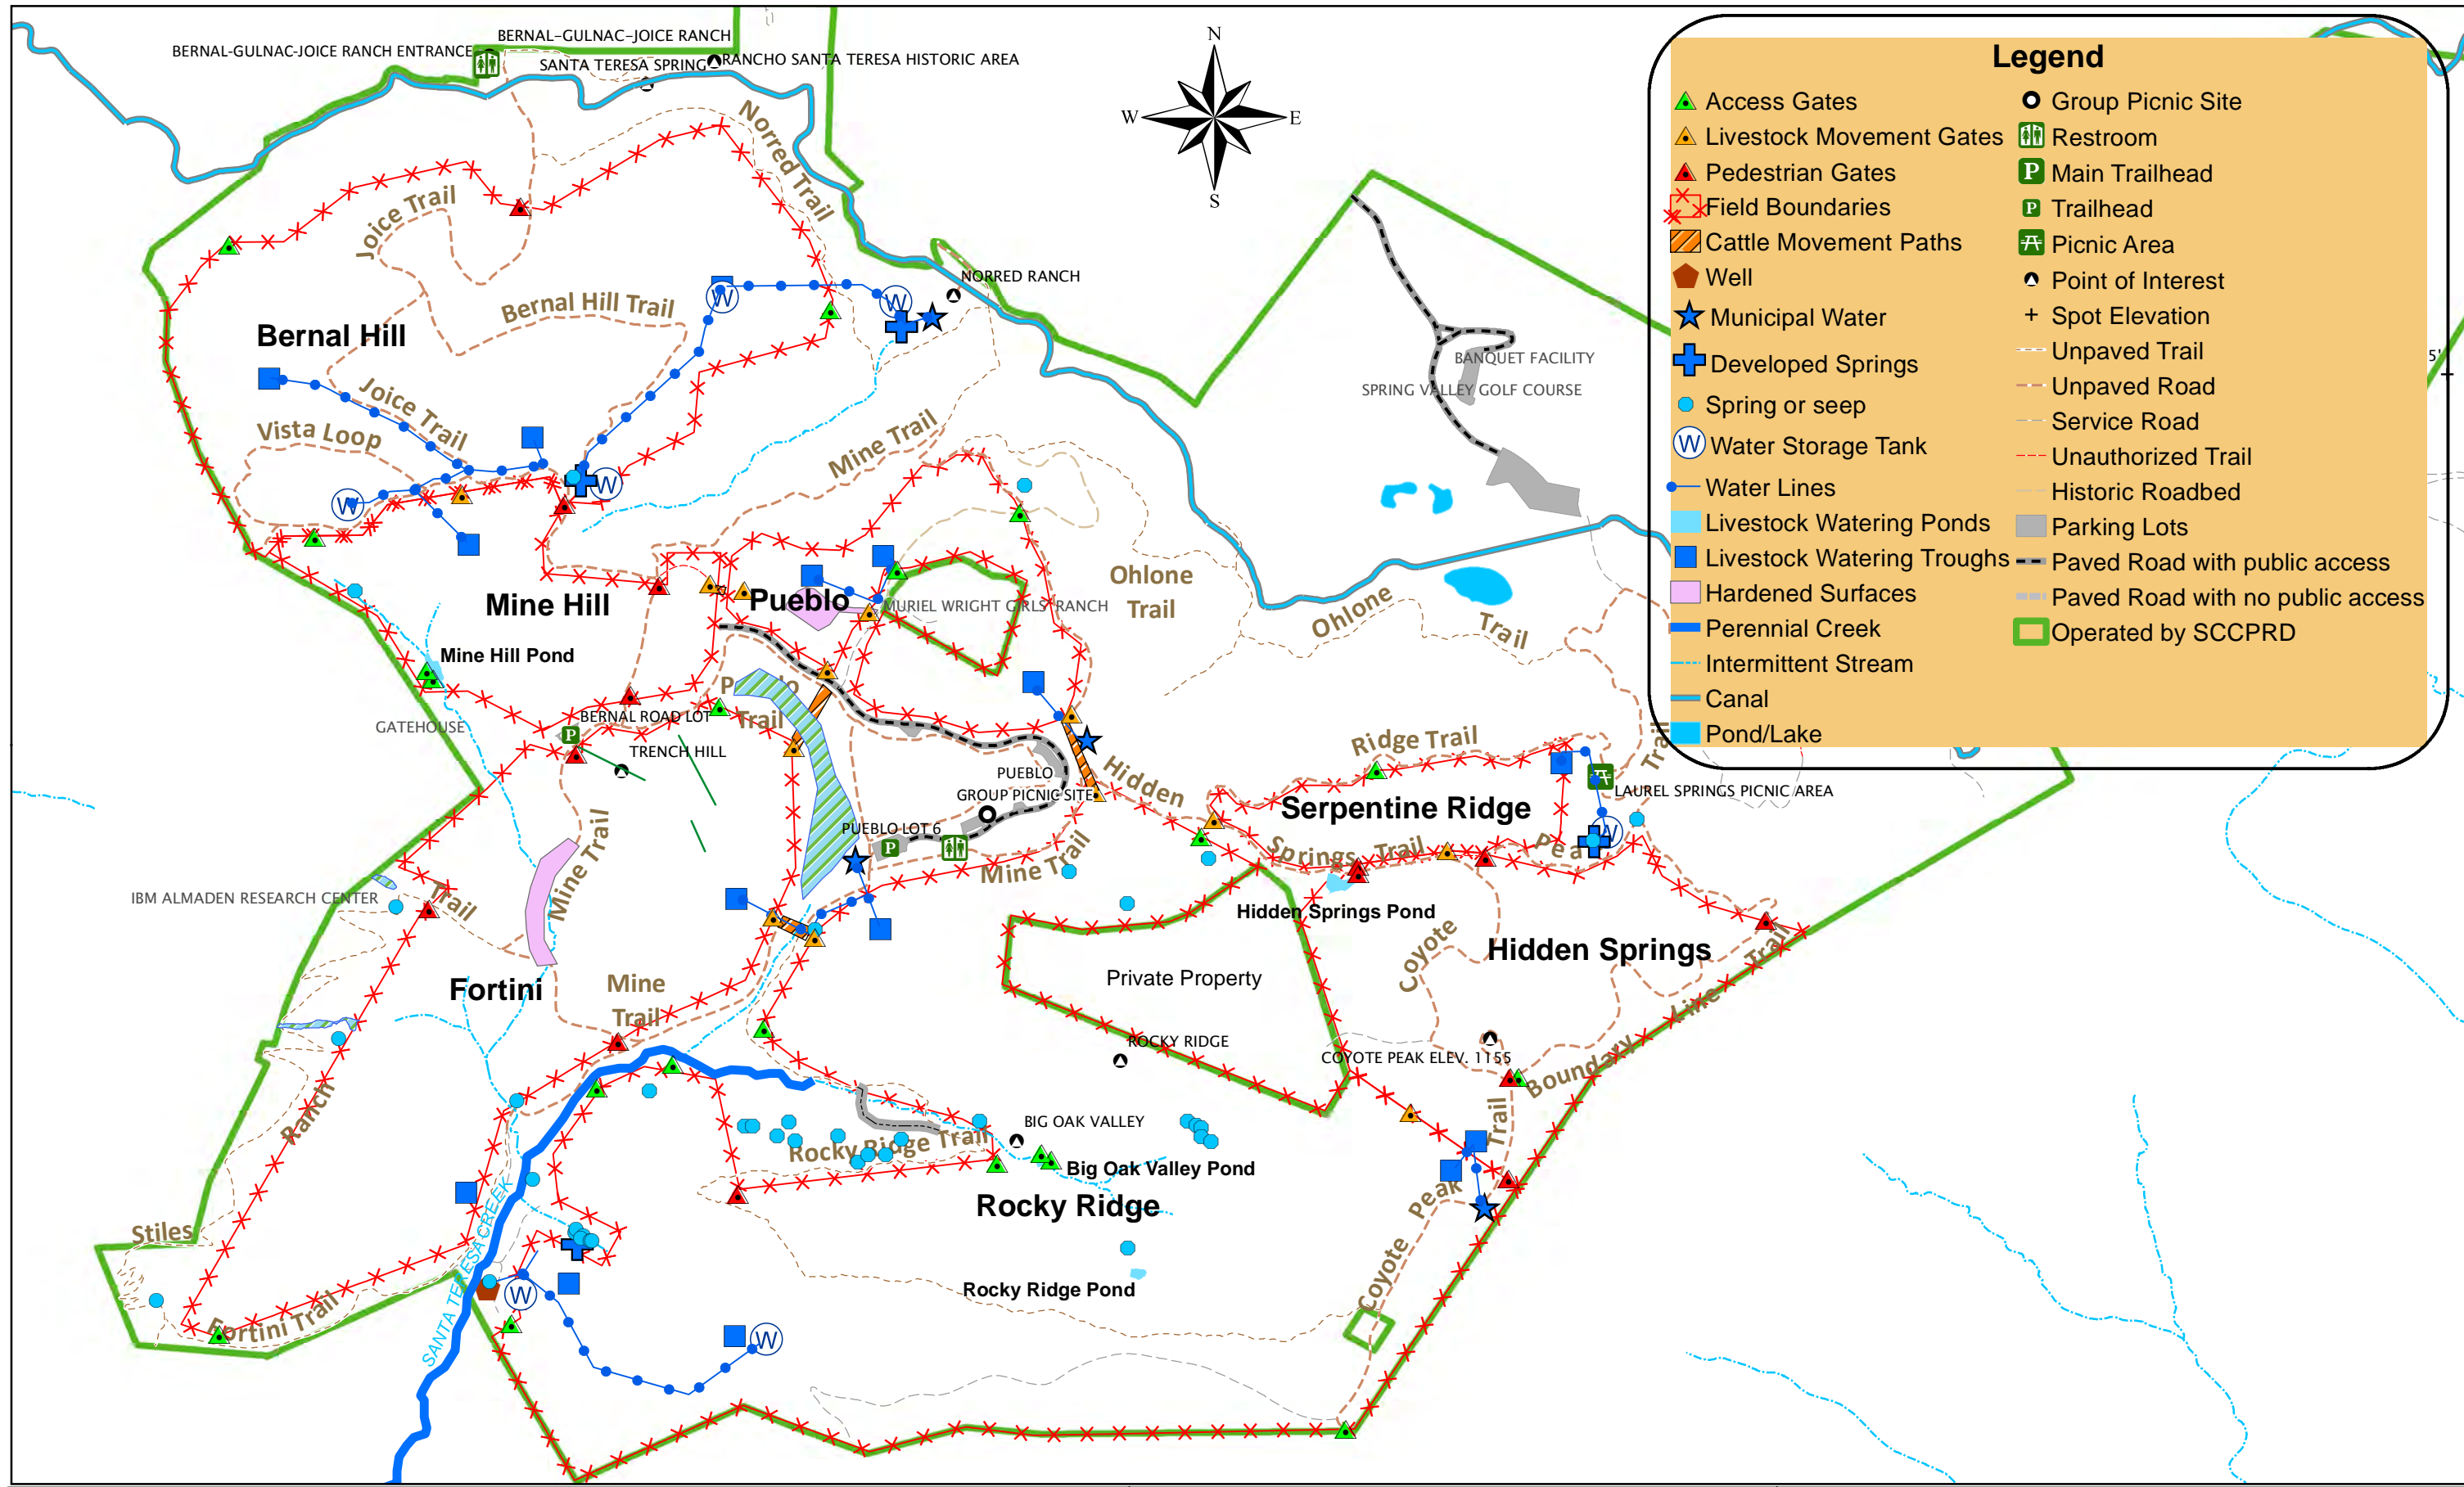 BERNAL-GULNAC-JOICE RANCH
BERNAL-GULNAC-JOICE RANCH ENTRANCE
SANTA TERESA SPRING
RANCHO SANTA TERESA HISTORIC AREA
N
W
E
S
Norred Trail
Joice Trail
NORRED RANCH
Bernal Hill Trail
Bernal Hill
W
W
BANQUET FACILITY
SPRING VALLEY GOLF COURSE
Joice Trail
Vista Loop
Mine Trail
W
W
Ohlone
Trail
Mine Hill
Pueblo
MURIEL WRIGHT GIRLS' RANCH
Ohlone
Trail
Mine Hill Pond
Pueblo
Trail
GATEHOUSE
BERNAL ROAD LOT
P
TRENCH HILL
Ridge Trail
Trail
Hidden
PUEBLO
GROUP PICNIC SITE
Serpentine Ridge
LAUREL SPRINGS PICNIC AREA
PUEBLO LOT 6
P
W
Mine Trail
Springs Trail
Peak
Mine Trail
IBM ALMADEN RESEARCH CENTER
Trail
Hidden Springs Pond
Coyote
Hidden Springs
Trail
Private Property
Fortini
Mine
Trail
Line
ROCKY RIDGE
COYOTE PEAK ELEV. 1155
Boundary
Ranch
Trail
BIG OAK VALLEY
Rocky Ridge Trail
Big Oak Valley Pond
Rocky Ridge
Peak
Stiles
SANTA TERESA CREEK
Coyote
Rocky Ridge Pond
W
Fortini Trail
W
5'
Legend
Access Gates
Livestock Movement Gates
Pedestrian Gates
Field Boundaries
Cattle Movement Paths
Well
Municipal Water
Developed Springs
Spring or seep
W Water Storage Tank
Water Lines
Livestock Watering Ponds
Livestock Watering Troughs
Hardened Surfaces
Perennial Creek
Intermittent Stream
Canal
Pond/Lake
Group Picnic Site
Restroom
P Main Trailhead
P Trailhead
Picnic Area
Point of Interest
Spot Elevation
Unpaved Trail
Unpaved Road
Service Road
Unauthorized Trail
Historic Roadbed
Parking Lots
Paved Road with public access
Paved Road with no public access
Operated by SCCPRD